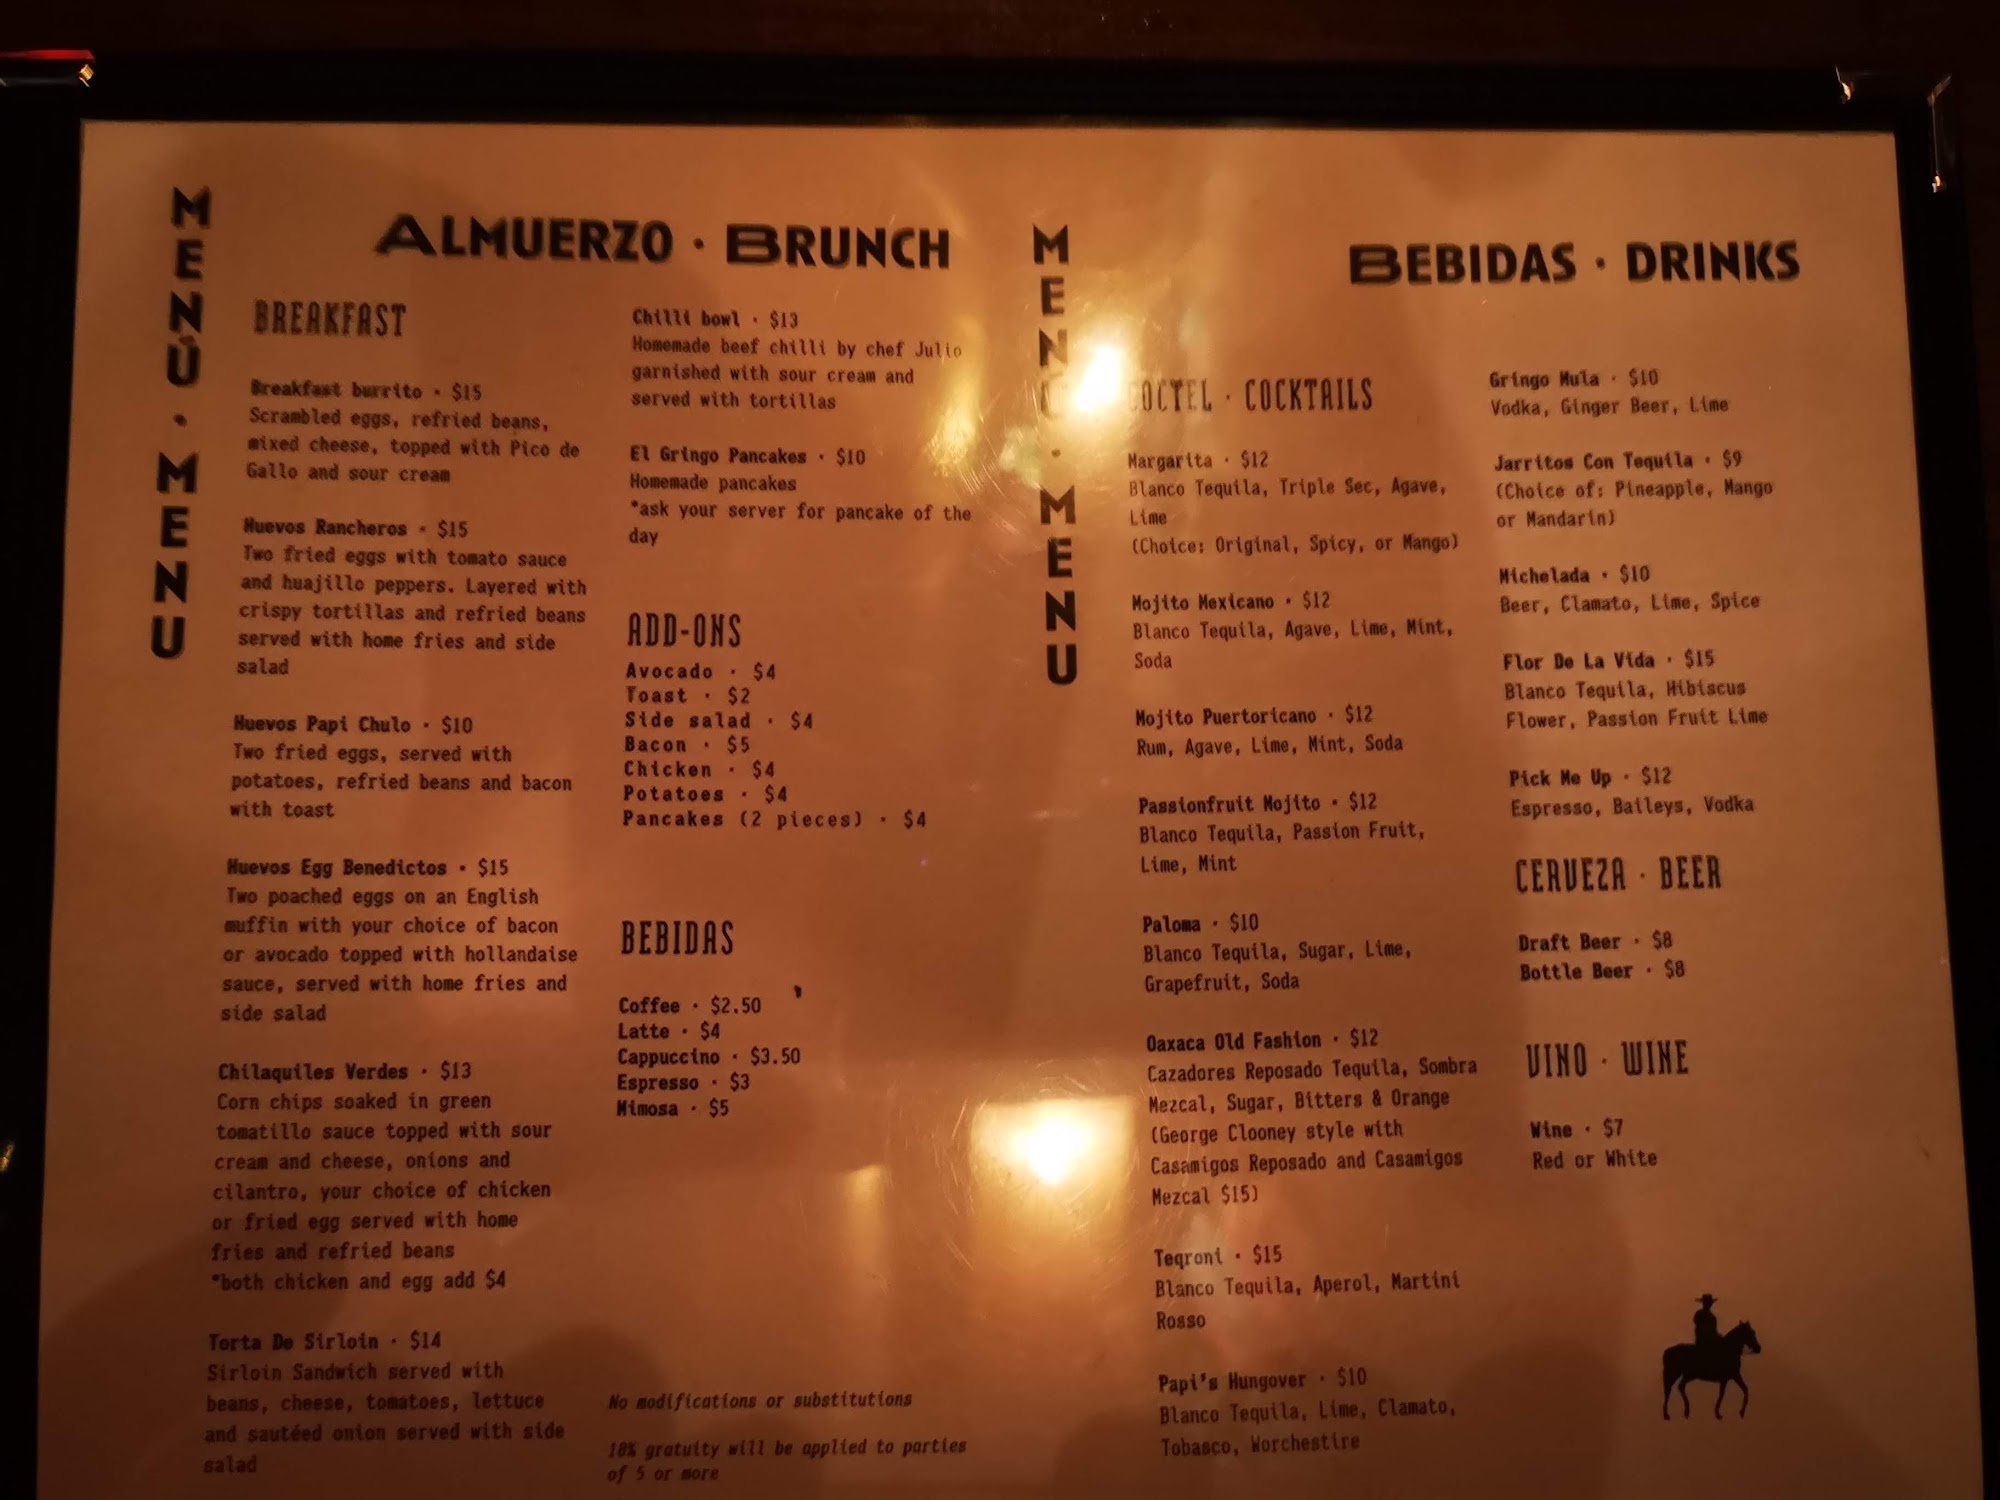 MENÚ · MENU
ALMUERZO · BRUNCH
BREAKFAST
Breakfast burrito · $15
Scrambled eggs, refried beans,
mixed cheese, topped with Pico de
Gallo and sour cream
Huevos Rancheros · $15
Two fried eggs with tomato sauce
and huajillo peppers. Layered with
crispy tortillas and refried beans
served with home fries and side
salad
Huevos Papi Chulo · $10
Two fried eggs, served with
potatoes, refried beans and bacon
with toast
Huevos Egg Benedictos · $15
Two poached eggs on an English
muffin with your choice of bacon
or avocado topped with hollandaise
sauce, served with home fries and
side salad
Chilaquiles Verdes · $13
Corn chips soaked in green
tomatillo sauce topped with sour
cream and cheese, onions and
cilantro, your choice of chicken
or fried egg served with home
fries and refried beans
*both chicken and egg add $4
Torta De Sirloin · $14
Sirloin Sandwich served with
beans, cheese, tomatoes, lettuce
and sautéed onion served with side
salad
Chilli bowl · $13
Homemade beef chilli by chef Julio
garnished with sour cream and
served with tortillas
El Gringo Pancakes · $10
Homemade pancakes
*ask your server for pancake of the
day
ADD-ONS
Avocado · $4
Toast · $2
Side salad · $4
Bacon · $5
Chicken · $4
Potatoes · $4
Pancakes (2 pieces) · $4
BEBIDAS
Coffee · $2.50
Latte · $4
Cappuccino · $3.50
Espresso · $3
Mimosa · $5
No modifications or substitutions
18% gratuity will be applied to parties
of 5 or more
MENÚ · MENU
BEBIDAS · DRINKS
COCTEL · COCKTAILS
Margarita · $12
Blanco Tequila, Triple Sec, Agave,
Lime
(Choice: Original, Spicy, or Mango)
Mojito Mexicano · $12
Blanco Tequila, Agave, Lime, Mint,
Soda
Mojito Puertoricano · $12
Rum, Agave, Lime, Mint, Soda
Passionfruit Mojito · $12
Blanco Tequila, Passion Fruit,
Lime, Mint
Paloma · $10
Blanco Tequila, Sugar, Lime,
Grapefruit, Soda
Oaxaca Old Fashion · $12
Cazadores Reposado Tequila, Sombra
Mezcal, Sugar, Bitters & Orange
(George Clooney style with
Casamigos Reposado and Casamigos
Mezcal $15)
Teqroni · $15
Blanco Tequila, Aperol, Martini
Rosso
Papi's Hungover · $10
Blanco Tequila, Lime, Clamato,
Tobasco, Worchestire
Gringo Mula · $10
Vodka, Ginger Beer, Lime
Jarritos Con Tequila · $9
(Choice of: Pineapple, Mango
or Mandarin)
Michelada · $10
Beer, Clamato, Lime, Spice
Flor De La Vida · $15
Blanco Tequila, Hibiscus
Flower, Passion Fruit Lime
Pick Me Up · $12
Espresso, Baileys, Vodka
CERVEZA · BEER
Draft Beer · $8
Bottle Beer · $8
VINO · WINE
Wine · $7
Red or White